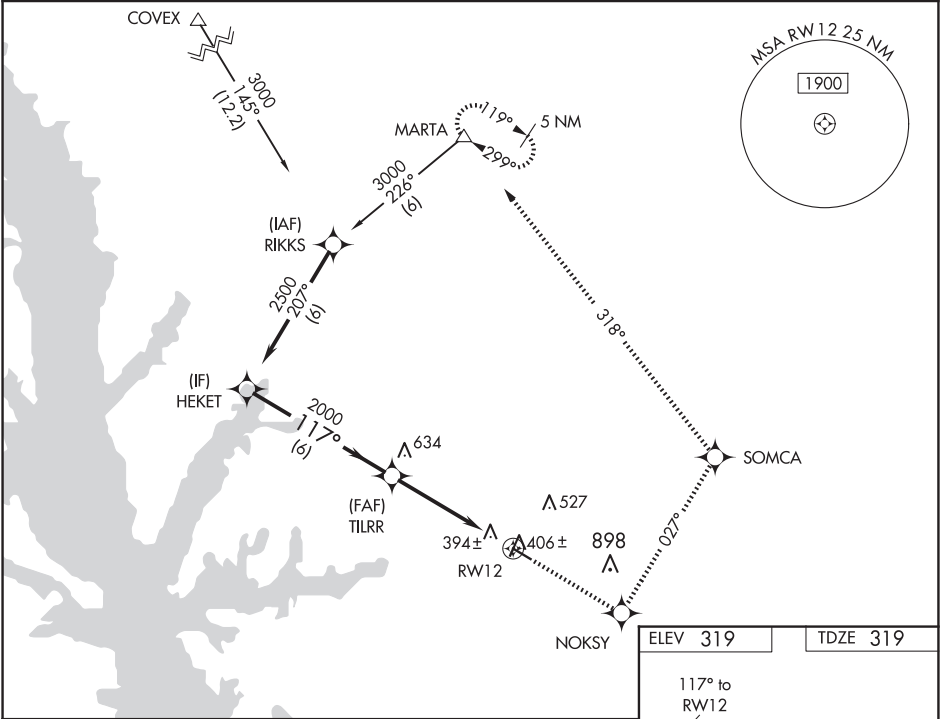 COVEX
3000
145°
(12.2)
MSA RW12 25 NM
1900
MARTA
119°
5 NM
299°
3000
226°
(6)
(IAF)
RIKKS
2500
207°
(6)
318°
(IF)
HEKET
2000
117°
(6)
634
(FAF)
TILRR
SOMCA
527
394±
406±
898
RW12
027°
NOKSY
ELEV 319
TDZE 319
117° to
RW12